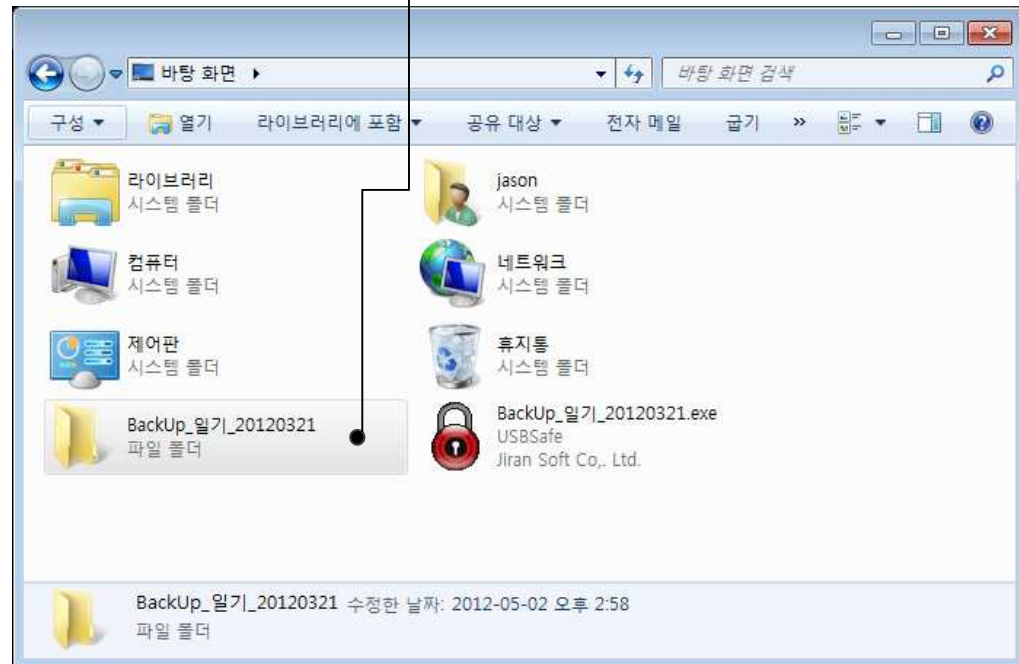 바탕 화면
바탕 화면 검색
구성 열기 라이브러리에 포함 공유 대상 전자 메일 굽기 »
라이브러리
시스템 폴더
jason
시스템 폴더
컴퓨터
시스템 폴더
네트워크
시스템 폴더
제어판
시스템 폴더
휴지통
시스템 폴더
BackUp_일기_20120321
파일 폴더
BackUp_일기_20120321.exe
USBSafe
Jiran Soft Co,. Ltd.
BackUp_일기_20120321 수정한 날짜: 2012-05-02 오후 2:58
파일 폴더